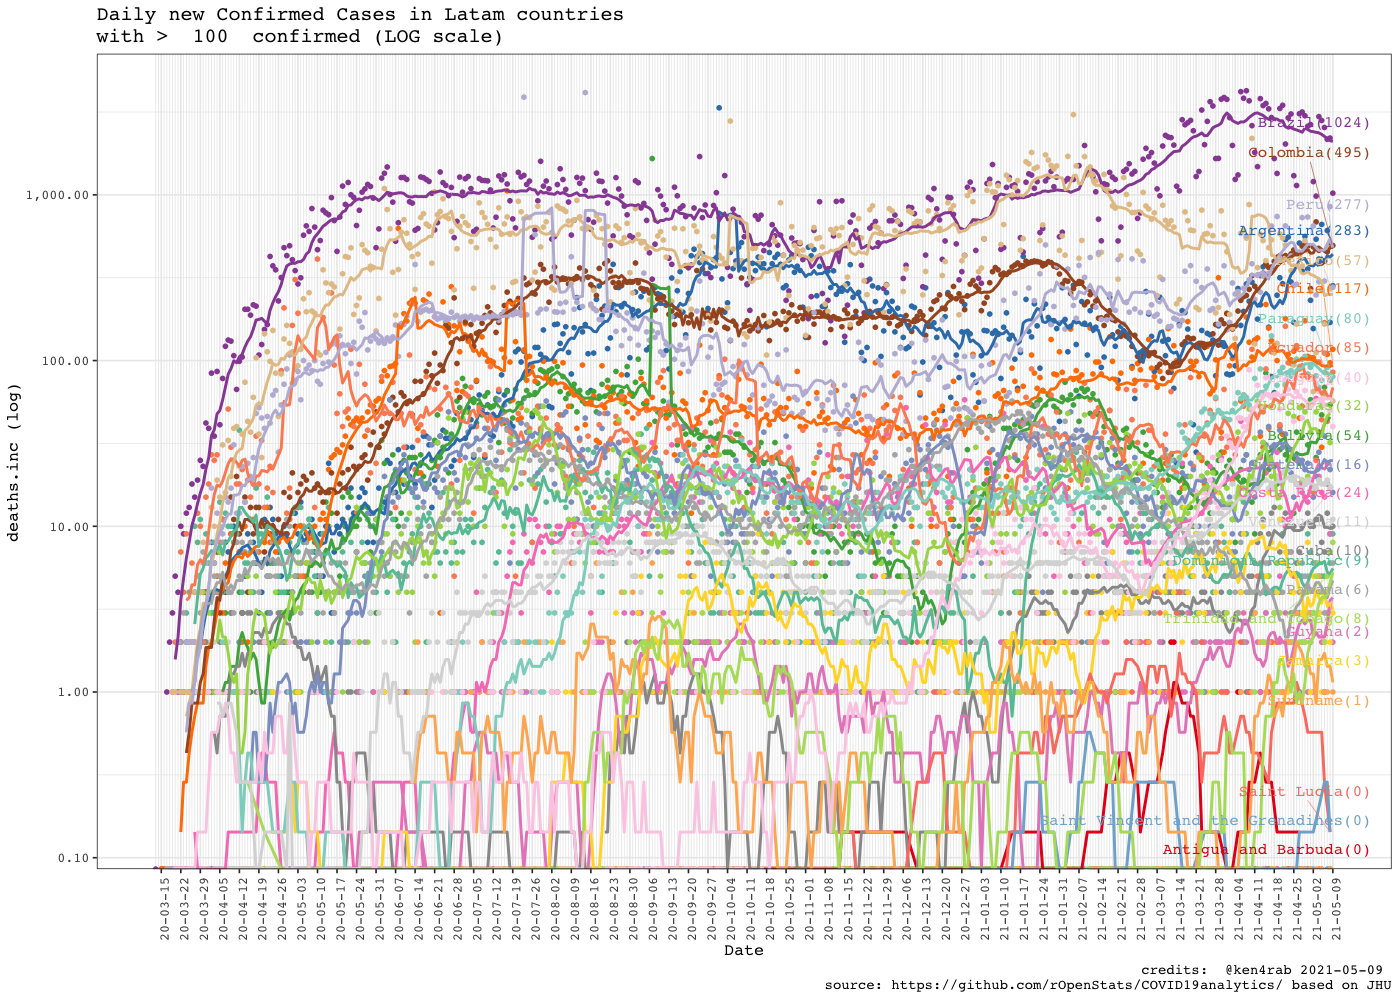 Daily new Confirmed Cases in Latam countries
with >  100  confirmed (LOG scale)
deaths.inc (log)
1,000.00
100.00
10.00
1.00
0.10
Brazil(1024)
Colombia(495)
Peru(277)
Argentina(283)
(57)
Chile(117)
Paraguay(80)
Ecuador(85)
(40)
Honduras(32)
Bolivia(54)
(16)
Costa Rica(24)
(11)
Cuba(10)
Dominican Republic(9)
Panama(6)
Trinidad and Tobago(8)
Guyana(2)
Jamaica(3)
Suriname(1)
Saint Lucia(0)
Saint Vincent and the Grenadines(0)
Antigua and Barbuda(0)
20-03-15
20-03-22
20-03-29
20-04-05
20-04-12
20-04-19
20-04-26
20-05-03
20-05-10
20-05-17
20-05-24
20-05-31
20-06-07
20-06-14
20-06-21
20-06-28
20-07-05
20-07-12
20-07-19
20-07-26
20-08-02
20-08-09
20-08-16
20-08-23
20-08-30
20-09-06
20-09-13
20-09-20
20-09-27
20-10-04
20-10-11
20-10-18
20-10-25
20-11-01
20-11-08
20-11-15
20-11-22
20-11-29
20-12-06
20-12-13
20-12-20
20-12-27
21-01-03
21-01-10
21-01-17
21-01-24
21-01-31
21-02-07
21-02-14
21-02-21
21-02-28
21-03-07
21-03-14
21-03-21
21-03-28
21-04-04
21-04-11
21-04-18
21-04-25
21-05-02
21-05-09
Date
credits:  @ken4rab 2021-05-09
source: https://github.com/rOpenStats/COVID19analytics/ based on JHU